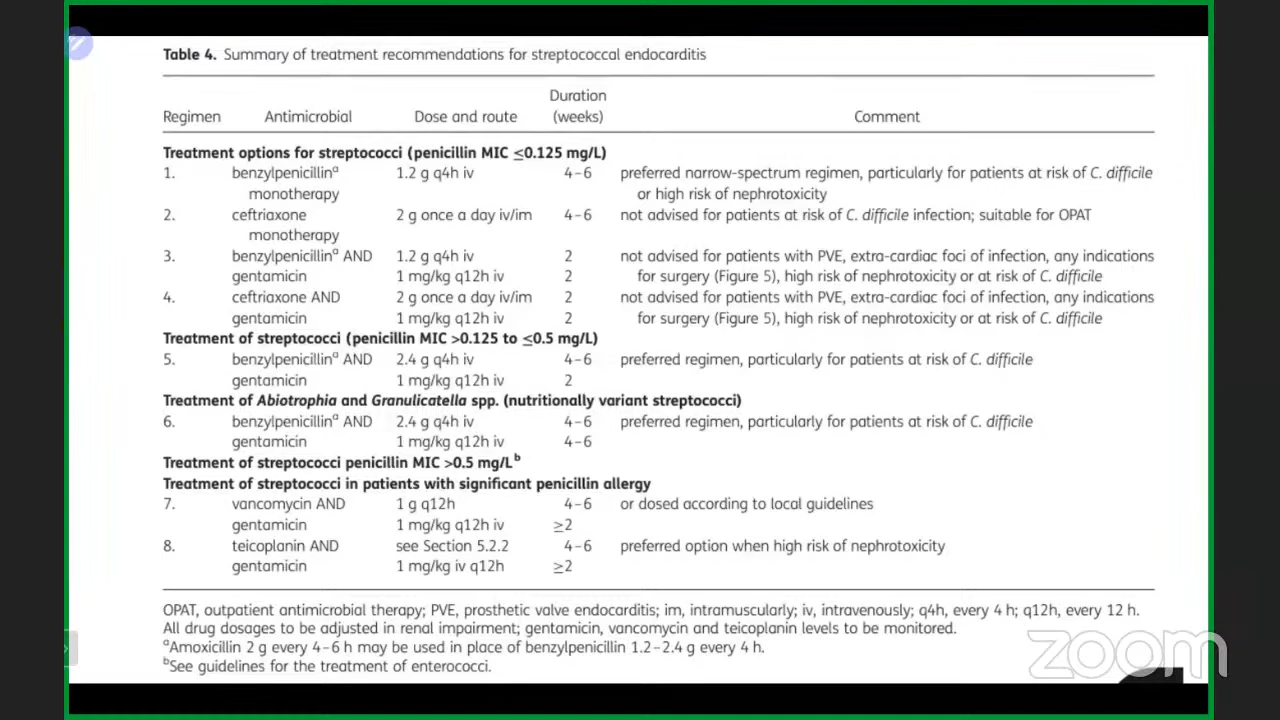 Table 4. Summary of treatment recommendations for streptococcal endocarditis
Duration
Regimen Antimicrobial Dose and route (weeks) Comment
Treatment options for streptococci (penicillin MIC ≤0.125 mg/L)
1. benzylpenicillinᵃ 1.2 g q4h iv 4–6 preferred narrow-spectrum regimen, particularly for patients at risk of C. difficile
monotherapy or high risk of nephrotoxicity
2. ceftriaxone 2 g once a day iv/im 4–6 not advised for patients at risk of C. difficile infection; suitable for OPAT
monotherapy
3. benzylpenicillinᵃ AND 1.2 g q4h iv 2 not advised for patients with PVE, extra-cardiac foci of infection, any indications
gentamicin 1 mg/kg q12h iv 2 for surgery (Figure 5), high risk of nephrotoxicity or at risk of C. difficile
4. ceftriaxone AND 2 g once a day iv/im 2 not advised for patients with PVE, extra-cardiac foci of infection, any indications
gentamicin 1 mg/kg q12h iv 2 for surgery (Figure 5), high risk of nephrotoxicity or at risk of C. difficile
Treatment of streptococci (penicillin MIC >0.125 to ≤0.5 mg/L)
5. benzylpenicillinᵃ AND 2.4 g q4h iv 4–6 preferred regimen, particularly for patients at risk of C. difficile
gentamicin 1 mg/kg q12h iv 2
Treatment of Abiotrophia and Granulicatella spp. (nutritionally variant streptococci)
6. benzylpenicillinᵃ AND 2.4 g q4h iv 4–6 preferred regimen, particularly for patients at risk of C. difficile
gentamicin 1 mg/kg q12h iv 4–6
Treatment of streptococci penicillin MIC >0.5 mg/Lᵇ
Treatment of streptococci in patients with significant penicillin allergy
7. vancomycin AND 1 g q12h 4–6 or dosed according to local guidelines
gentamicin 1 mg/kg q12h iv ≥2
8. teicoplanin AND see Section 5.2.2 4–6 preferred option when high risk of nephrotoxicity
gentamicin 1 mg/kg iv q12h ≥2
OPAT, outpatient antimicrobial therapy; PVE, prosthetic valve endocarditis; im, intramuscularly; iv, intravenously; q4h, every 4 h; q12h, every 12 h.
All drug dosages to be adjusted in renal impairment; gentamicin, vancomycin and teicoplanin levels to be monitored.
ᵃAmoxicillin 2 g every 4–6 h may be used in place of benzylpenicillin 1.2–2.4 g every 4 h.
ᵇSee guidelines for the treatment of enterococci.
zoom